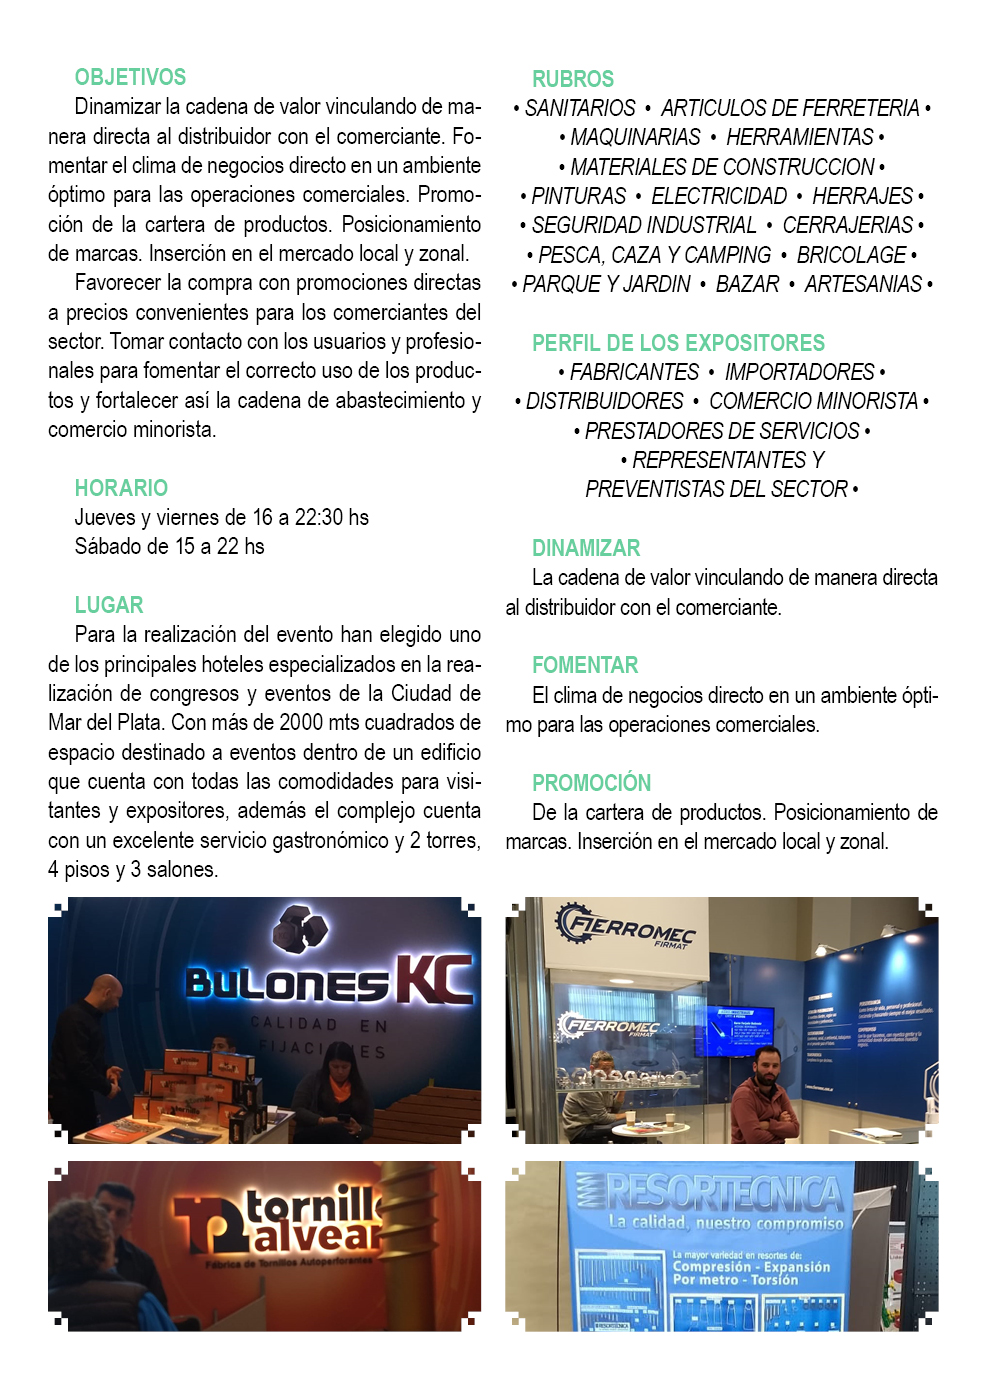 OBJETIVOS
Dinamizar la cadena de valor vinculando de ma-
nera directa al distribuidor con el comerciante. Fo-
mentar el clima de negocios directo en un ambiente
óptimo para las operaciones comerciales. Promo-
ción de la cartera de productos. Posicionamiento
de marcas. Inserción en el mercado local y zonal.
Favorecer la compra con promociones directas
a precios convenientes para los comerciantes del
sector. Tomar contacto con los usuarios y profesio-
nales para fomentar el correcto uso de los produc-
tos y fortalecer así la cadena de abastecimiento y
comercio minorista.
HORARIO
Jueves y viernes de 16 a 22:30 hs
Sábado de 15 a 22 hs
LUGAR
Para la realización del evento han elegido uno
de los principales hoteles especializados en la rea-
lización de congresos y eventos de la Ciudad de
Mar del Plata. Con más de 2000 mts cuadrados de
espacio destinado a eventos dentro de un edificio
que cuenta con todas las comodidades para visi-
tantes y expositores, además el complejo cuenta
con un excelente servicio gastronómico y 2 torres,
4 pisos y 3 salones.
RUBROS
• SANITARIOS • ARTICULOS DE FERRETERIA •
• MAQUINARIAS • HERRAMIENTAS •
• MATERIALES DE CONSTRUCCION •
• PINTURAS • ELECTRICIDAD • HERRAJES •
• SEGURIDAD INDUSTRIAL • CERRAJERIAS •
• PESCA, CAZA Y CAMPING • BRICOLAGE •
• PARQUE Y JARDIN • BAZAR • ARTESANIAS •
PERFIL DE LOS EXPOSITORES
• FABRICANTES • IMPORTADORES •
• DISTRIBUIDORES • COMERCIO MINORISTA •
• PRESTADORES DE SERVICIOS •
• REPRESENTANTES Y
PREVENTISTAS DEL SECTOR •
DINAMIZAR
La cadena de valor vinculando de manera directa
al distribuidor con el comerciante.
FOMENTAR
El clima de negocios directo en un ambiente ópti-
mo para las operaciones comerciales.
PROMOCIÓN
De la cartera de productos. Posicionamiento de
marcas. Inserción en el mercado local y zonal.
BULONES KC
CALIDAD EN
FIJACIONES
FIERROMEC
FIRMAT
FIERROMEC
FIRMAT
tornillo
alvear
Fábrica de Tornillos Autoperforantes
RESORTECNICA
La calidad, nuestro compromiso
La mayor variedad en resortes de:
Compresión - Expansión
Por metro - Torsión
RESORTECNICA